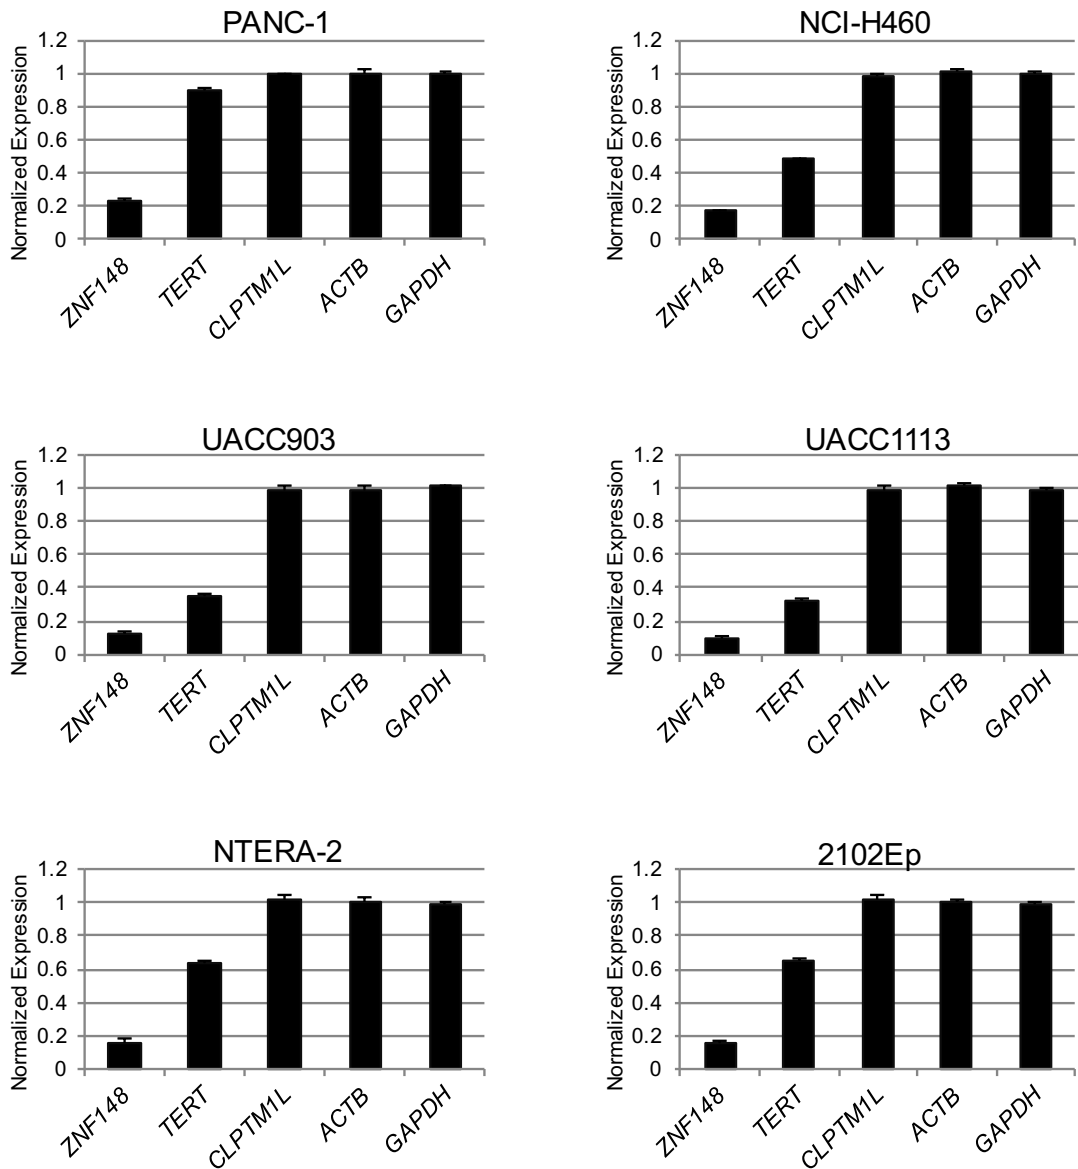 PANC-1
Normalized Expression
1.2
1
0.8
0.6
0.4
0.2
0
ZNF148
TERT
CLPTM1L
ACTB
GAPDH
NCI-H460
Normalized Expression
1.2
1
0.8
0.6
0.4
0.2
0
ZNF148
TERT
CLPTM1L
ACTB
GAPDH
UACC903
Normalized Expression
1.2
1
0.8
0.6
0.4
0.2
0
ZNF148
TERT
CLPTM1L
ACTB
GAPDH
UACC1113
Normalized Expression
1.2
1
0.8
0.6
0.4
0.2
0
ZNF148
TERT
CLPTM1L
ACTB
GAPDH
NTERA-2
Normalized Expression
1.2
1
0.8
0.6
0.4
0.2
0
ZNF148
TERT
CLPTM1L
ACTB
GAPDH
2102Ep
Normalized Expression
1.2
1
0.8
0.6
0.4
0.2
0
ZNF148
TERT
CLPTM1L
ACTB
GAPDH